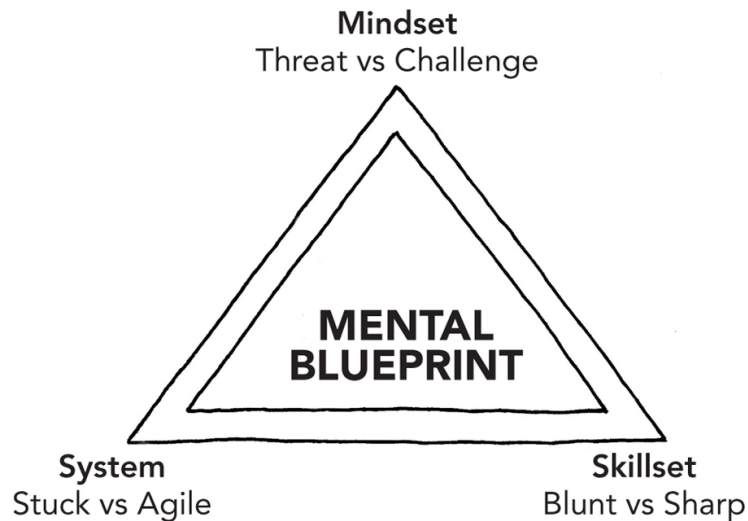 Mindset
Threat vs Challenge
MENTAL
BLUEPRINT
System
Stuck vs Agile
Skillset
Blunt vs Sharp